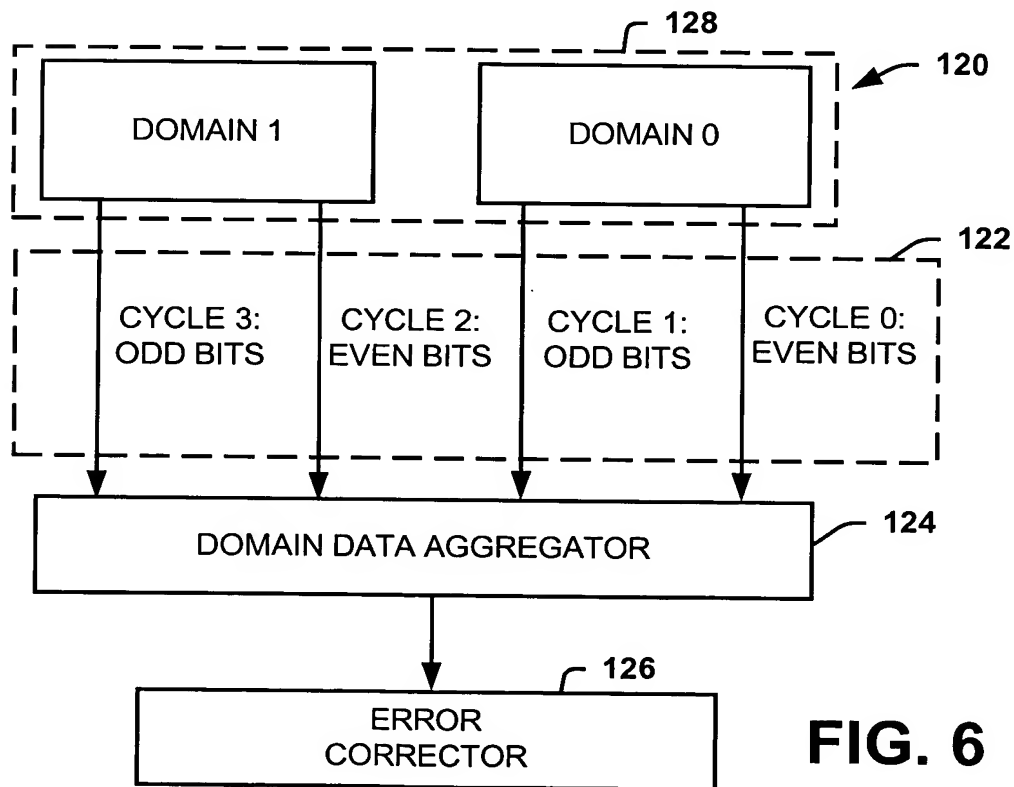 128
120
DOMAIN 1
DOMAIN 0
122
CYCLE 3:
ODD BITS
CYCLE 2:
EVEN BITS
CYCLE 1:
ODD BITS
CYCLE 0:
EVEN BITS
124
DOMAIN DATA AGGREGATOR
126
ERROR
CORRECTOR
FIG. 6